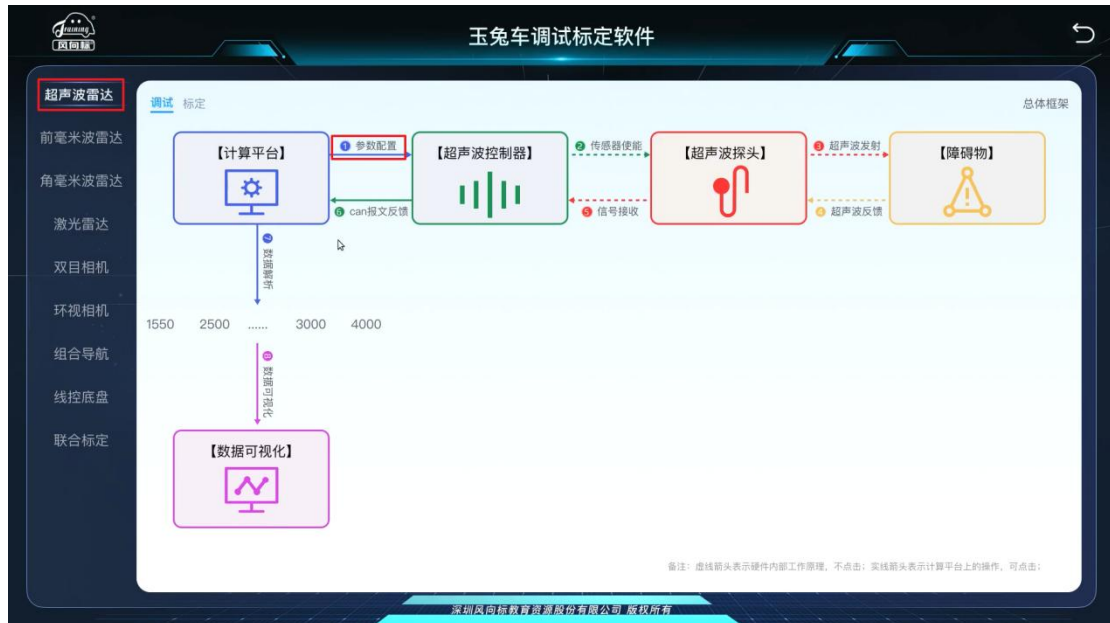 Training
风向标
玉兔车调试标定软件
超声波雷达
前毫米波雷达
角毫米波雷达
激光雷达
双目相机
环视相机
组合导航
线控底盘
联合标定
调试 标定
总体框架
【计算平台】
1 参数配置
【超声波控制器】
2 传感器使能
【超声波探头】
3 超声波发射
【障碍物】
6 can报文反馈
5 信号接收
4 超声波反馈
7 数据解析
1550 2500 ...... 3000 4000
8 数据可视化
【数据可视化】
备注：虚线箭头表示硬件内部工作原理，不点击；实线箭头表示计算平台上的操作，可点击；
深圳风向标教育资源股份有限公司 版权所有